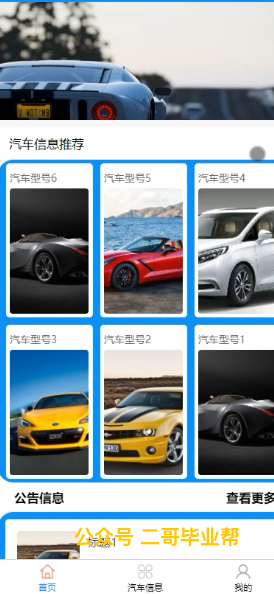 汽车信息推荐
汽车型号6
汽车型号5
汽车型号4
汽车型号3
汽车型号2
汽车型号1
公告信息
查看更多
标题1
公众号 二哥毕业帮
首页
汽车信息
我的